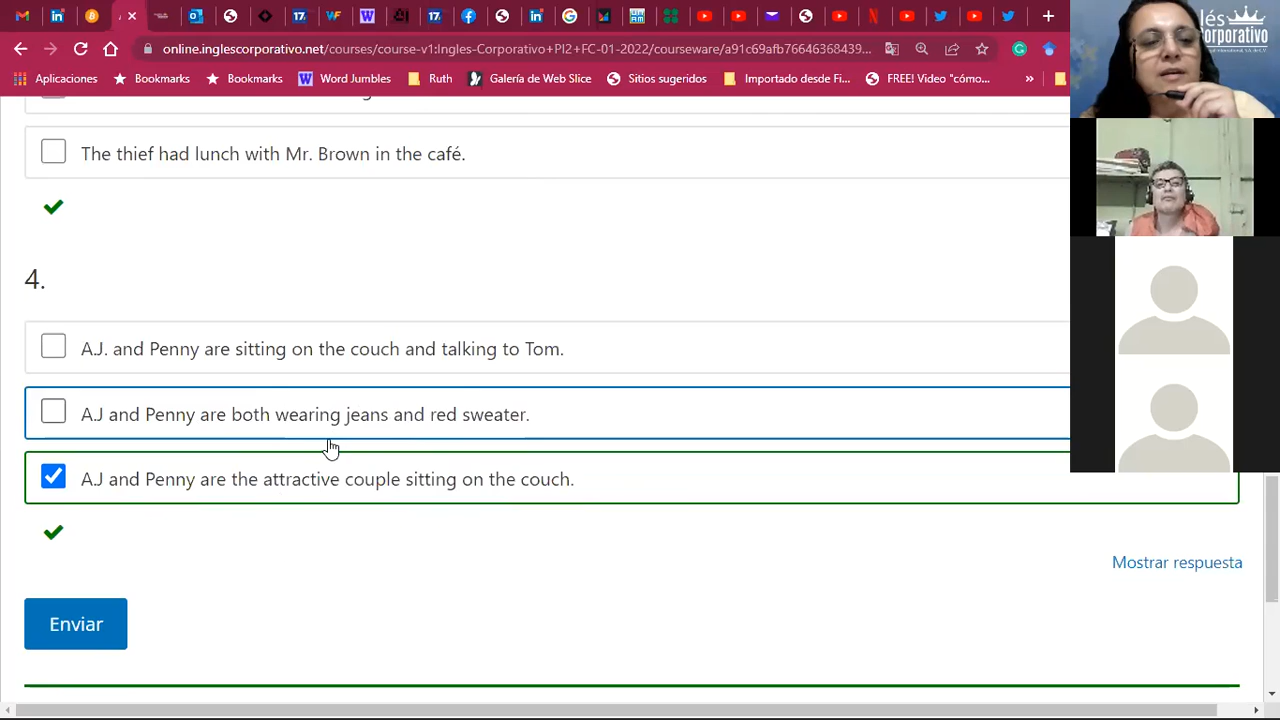 17
WF
W
17
online.inglescorporativo.net/courses/course-v1:Ingles-Corporativo+PI2+FC-01-2022/courseware/a91c69afb76646368439...
Aplicaciones
Bookmarks
Bookmarks
W Word Jumbles
Ruth
Galería de Web Slice
Sitios sugeridos
Importado desde Fi...
FREE! Video "cómo...
»
lés
orporativo
The thief had lunch with Mr. Brown in the café.
4.
A.J. and Penny are sitting on the couch and talking to Tom.
A.J and Penny are both wearing jeans and red sweater.
A.J and Penny are the attractive couple sitting on the couch.
Mostrar respuesta
Enviar